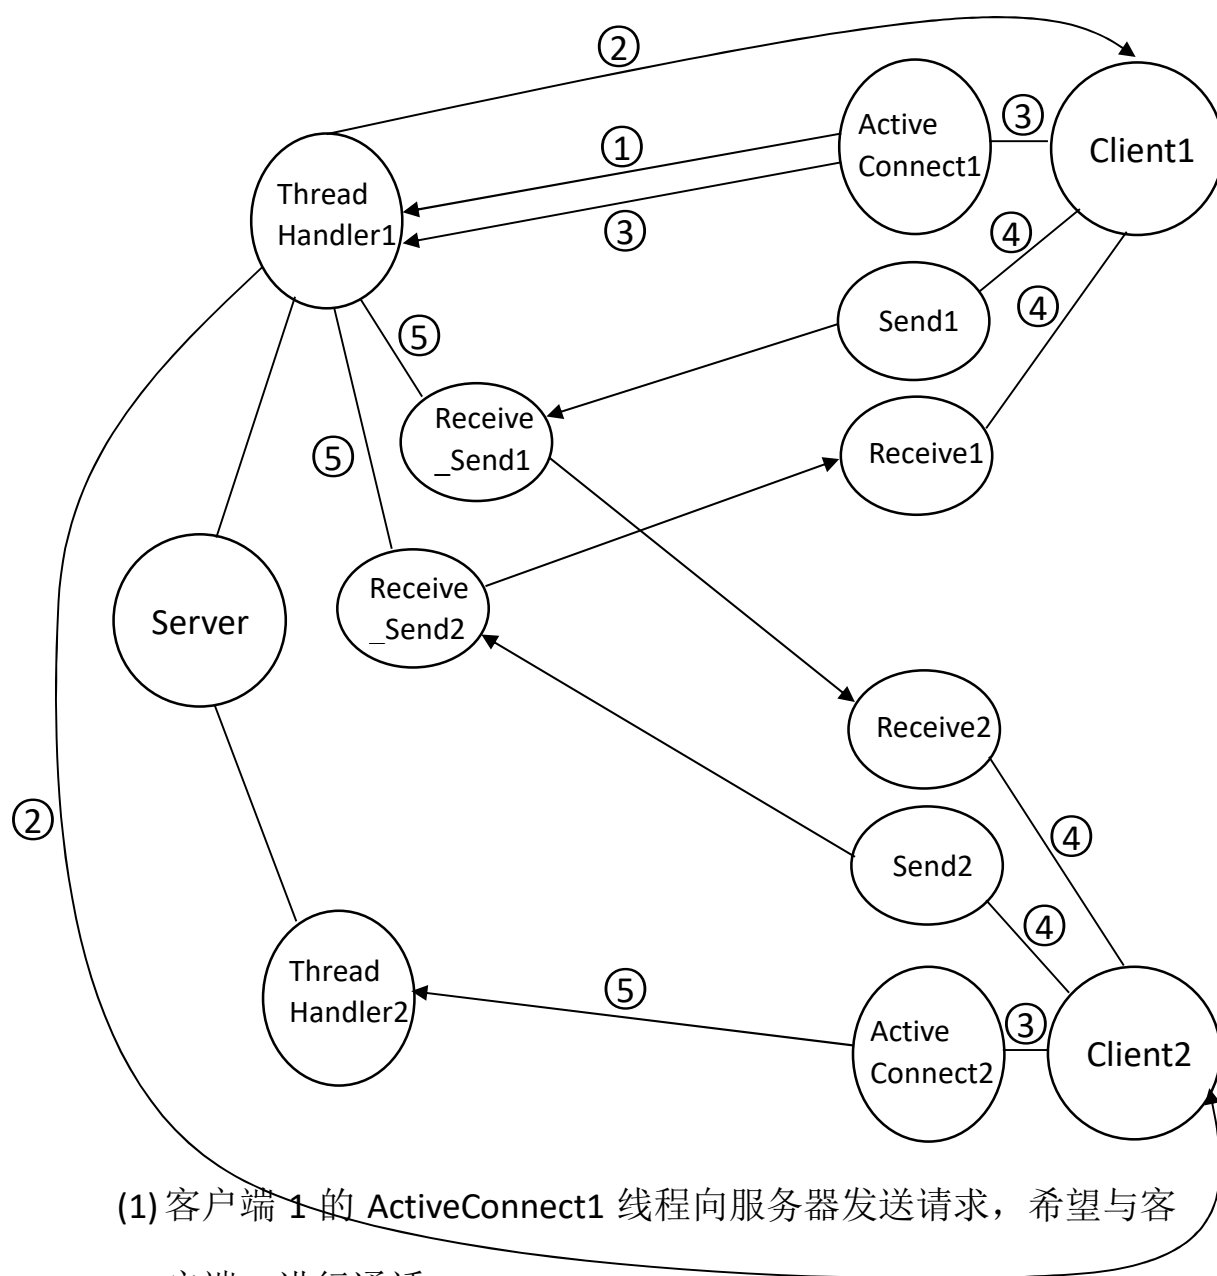 ②
Active
Connect1
③
Client1
①
Thread
Handler1
③
④
Send1
④
⑤
Receive
_Send1
Receive1
⑤
Receive
_Send2
Server
Receive2
②
④
Send2
④
Thread
Handler2
⑤
Active
Connect2
③
Client2
(1) 客户端 1 的 ActiveConnect1 线程向服务器发送请求，希望与客